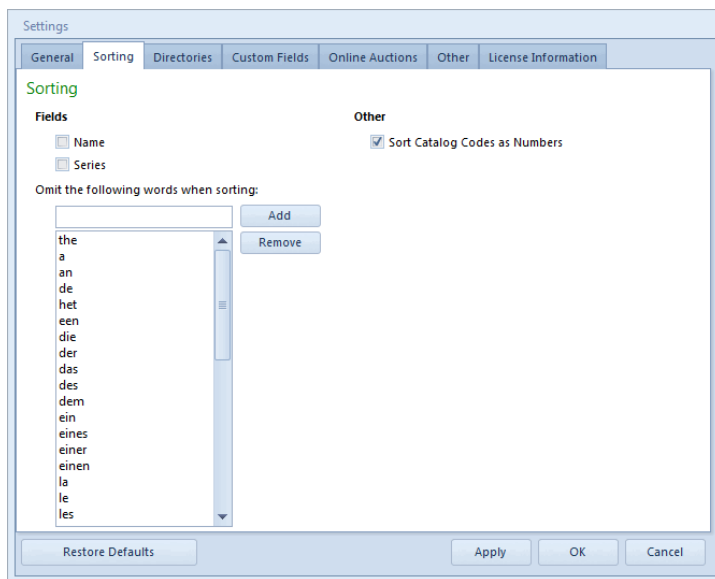 Settings
General Sorting Directories Custom Fields Online Auctions Other License Information
Sorting
Fields
Name
Series
Omit the following words when sorting:
Add
Remove
the
a
an
de
het
een
die
der
das
des
dem
ein
eines
einer
einen
la
le
les
Other
Sort Catalog Codes as Numbers
Restore Defaults Apply OK Cancel